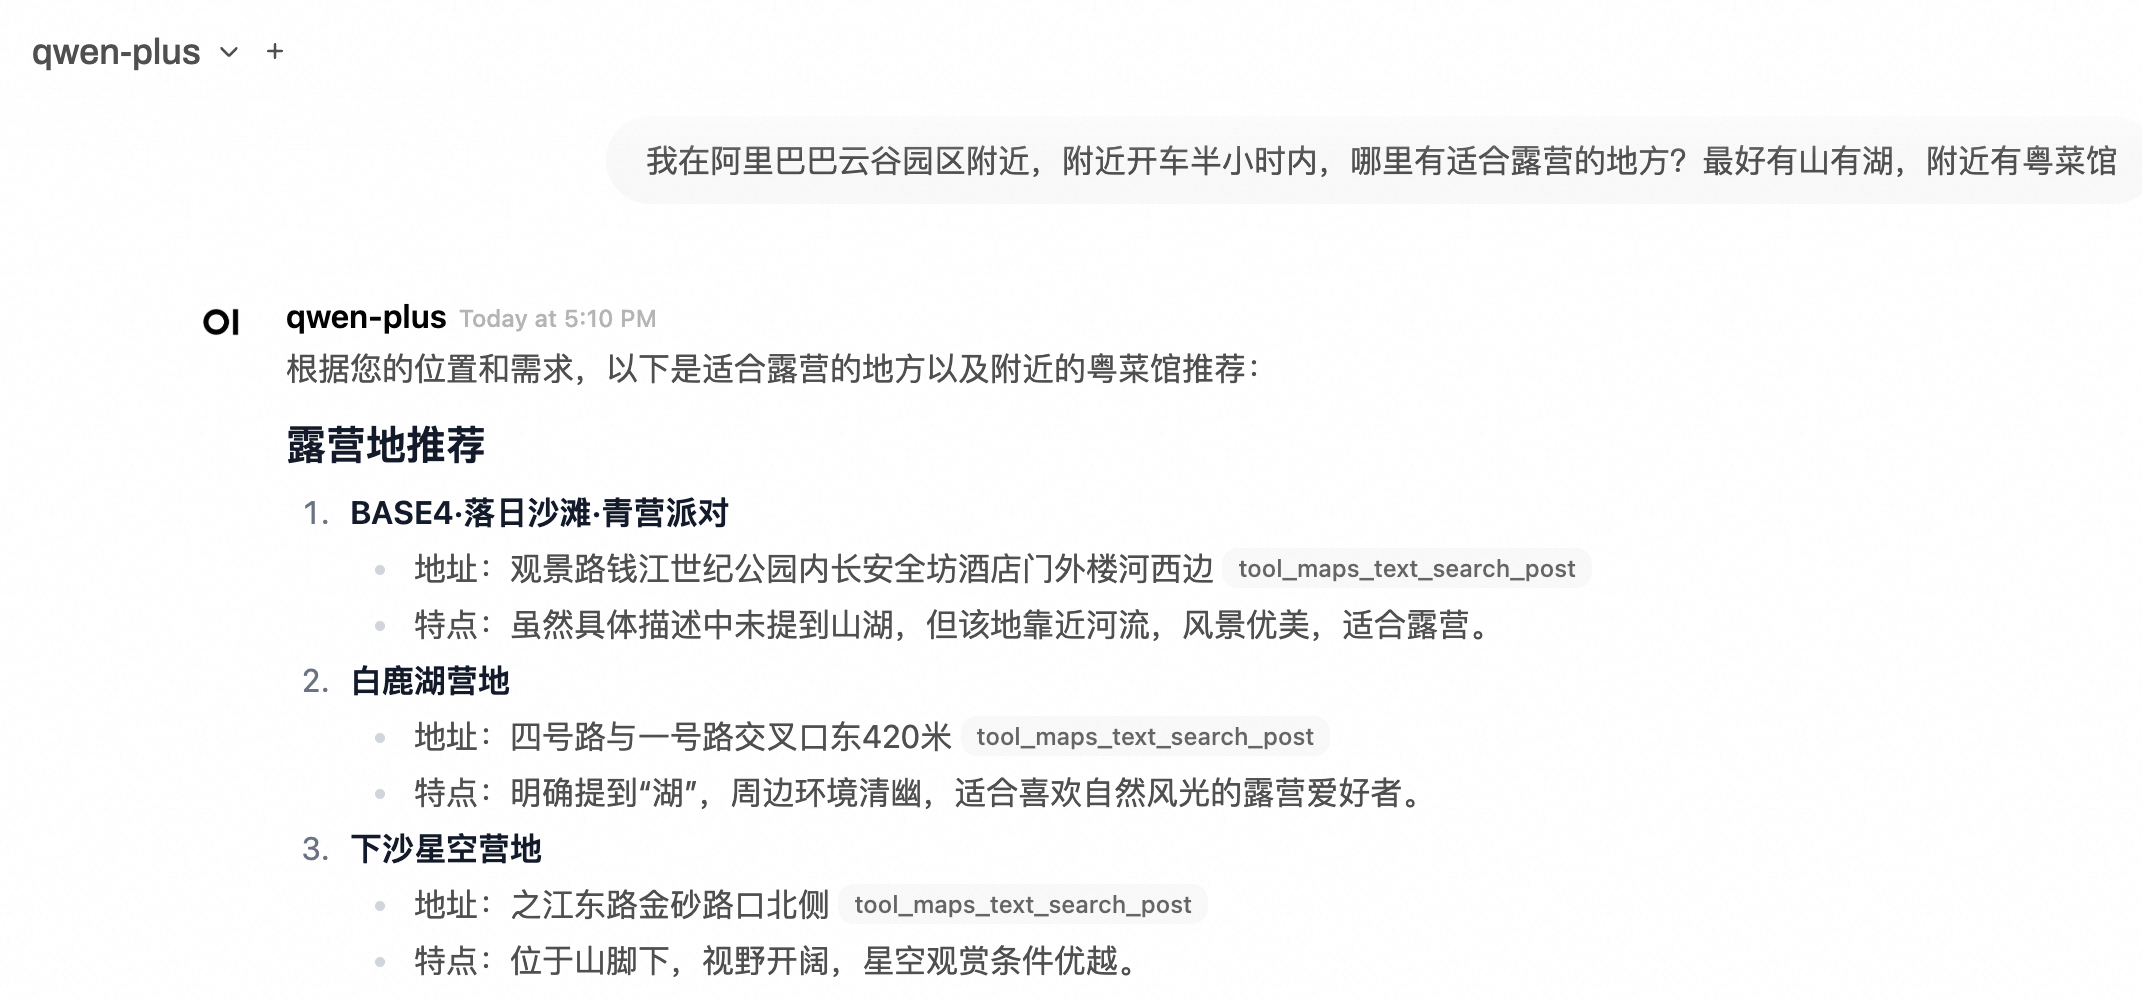 qwen-plus
我在阿里巴巴云谷园区附近，附近开车半小时内，哪里有适合露营的地方？最好有山有湖，附近有粤菜馆
OI qwen-plus Today at 5:10 PM
根据您的位置和需求，以下是适合露营的地方以及附近的粤菜馆推荐：
露营地推荐
1. BASE4·落日沙滩·青营派对
地址：观景路钱江世纪公园内长安全坊酒店门外楼河西边 tool_maps_text_search_post
特点：虽然具体描述中未提到山湖，但该地靠近河流，风景优美，适合露营。
2. 白鹿湖营地
地址：四号路与一号路交叉口东420米 tool_maps_text_search_post
特点：明确提到“湖”，周边环境清幽，适合喜欢自然风光的露营爱好者。
3. 下沙星空营地
地址：之江东路金砂路口北侧 tool_maps_text_search_post
特点：位于山脚下，视野开阔，星空观赏条件优越。